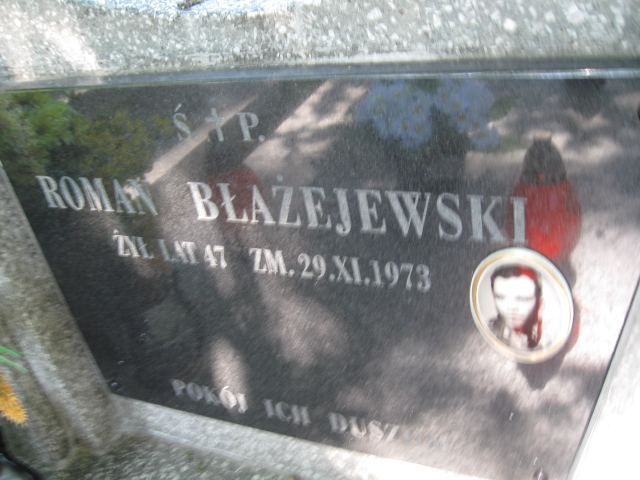 Ś † P.
ROMAN BŁAŻEJEWSKI
ŻYŁ LAT 47 ZM. 29.XI.1973
POKÓJ ICH DUSZ